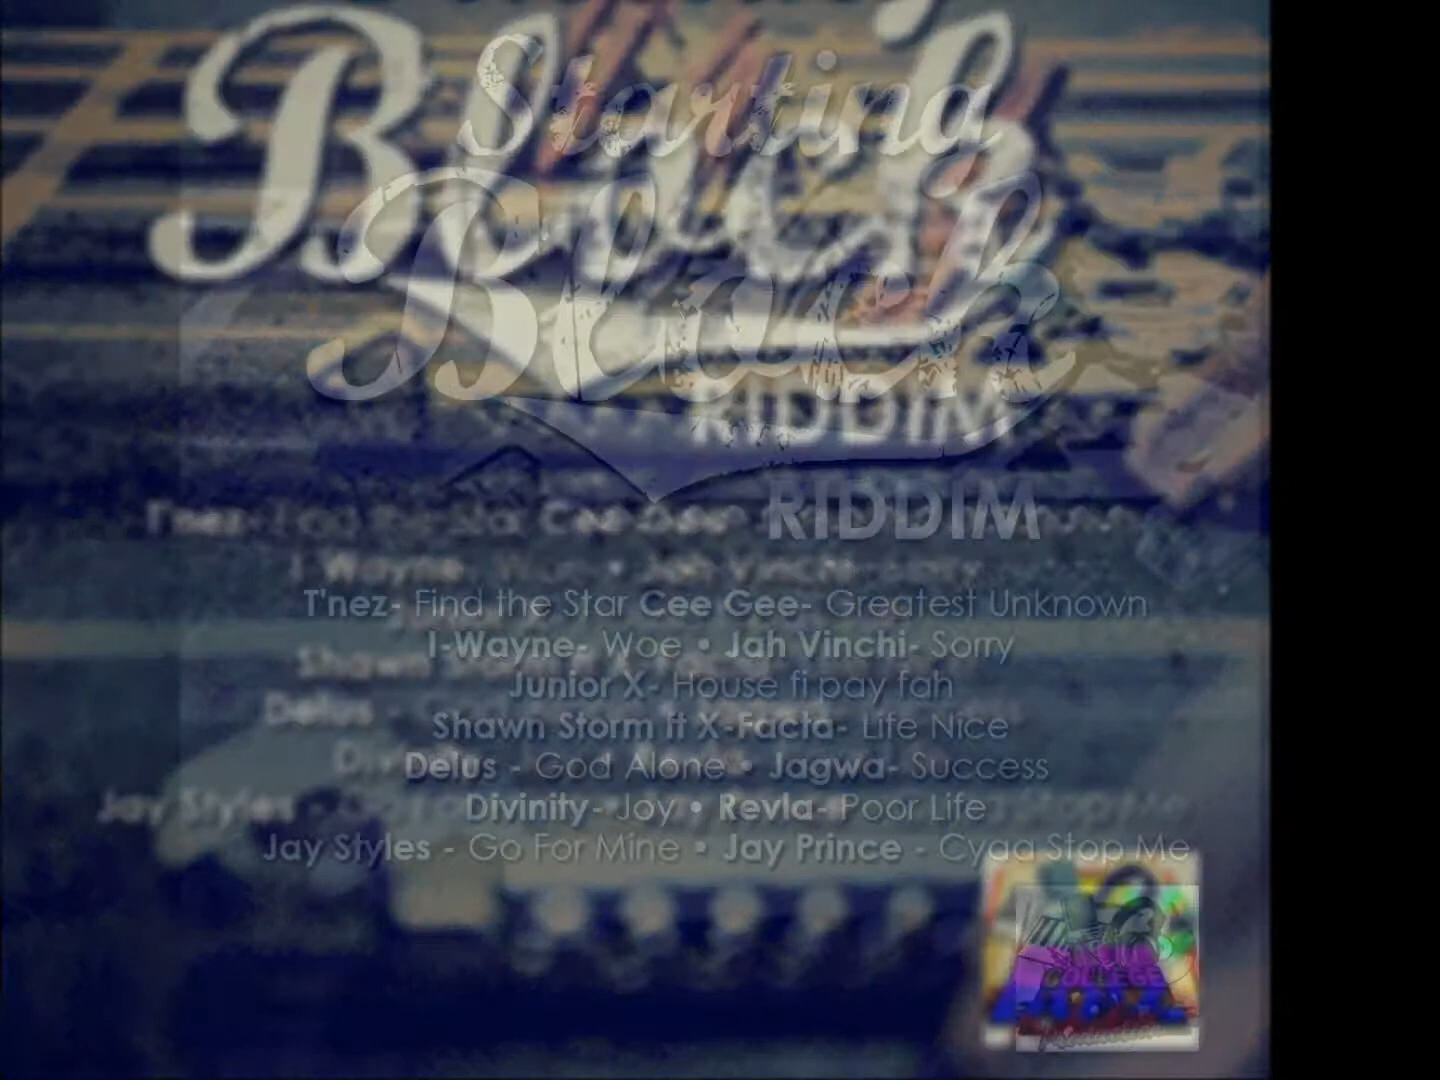 Starting
Block
RIDDIM
T'nez- Find the Star Cee Gee- Greatest Unknown
I-Wayne- Woe • Jah Vinchi- Sorry
Junior X- House fi pay fah
Shawn Storm ft X-Facta- Life Nice
Delus - God Alone • Jagwa- Success
Divinity- Joy • Revla- Poor Life
Jay Styles - Go For Mine • Jay Prince - Cyaa Stop Me
COLLEGE